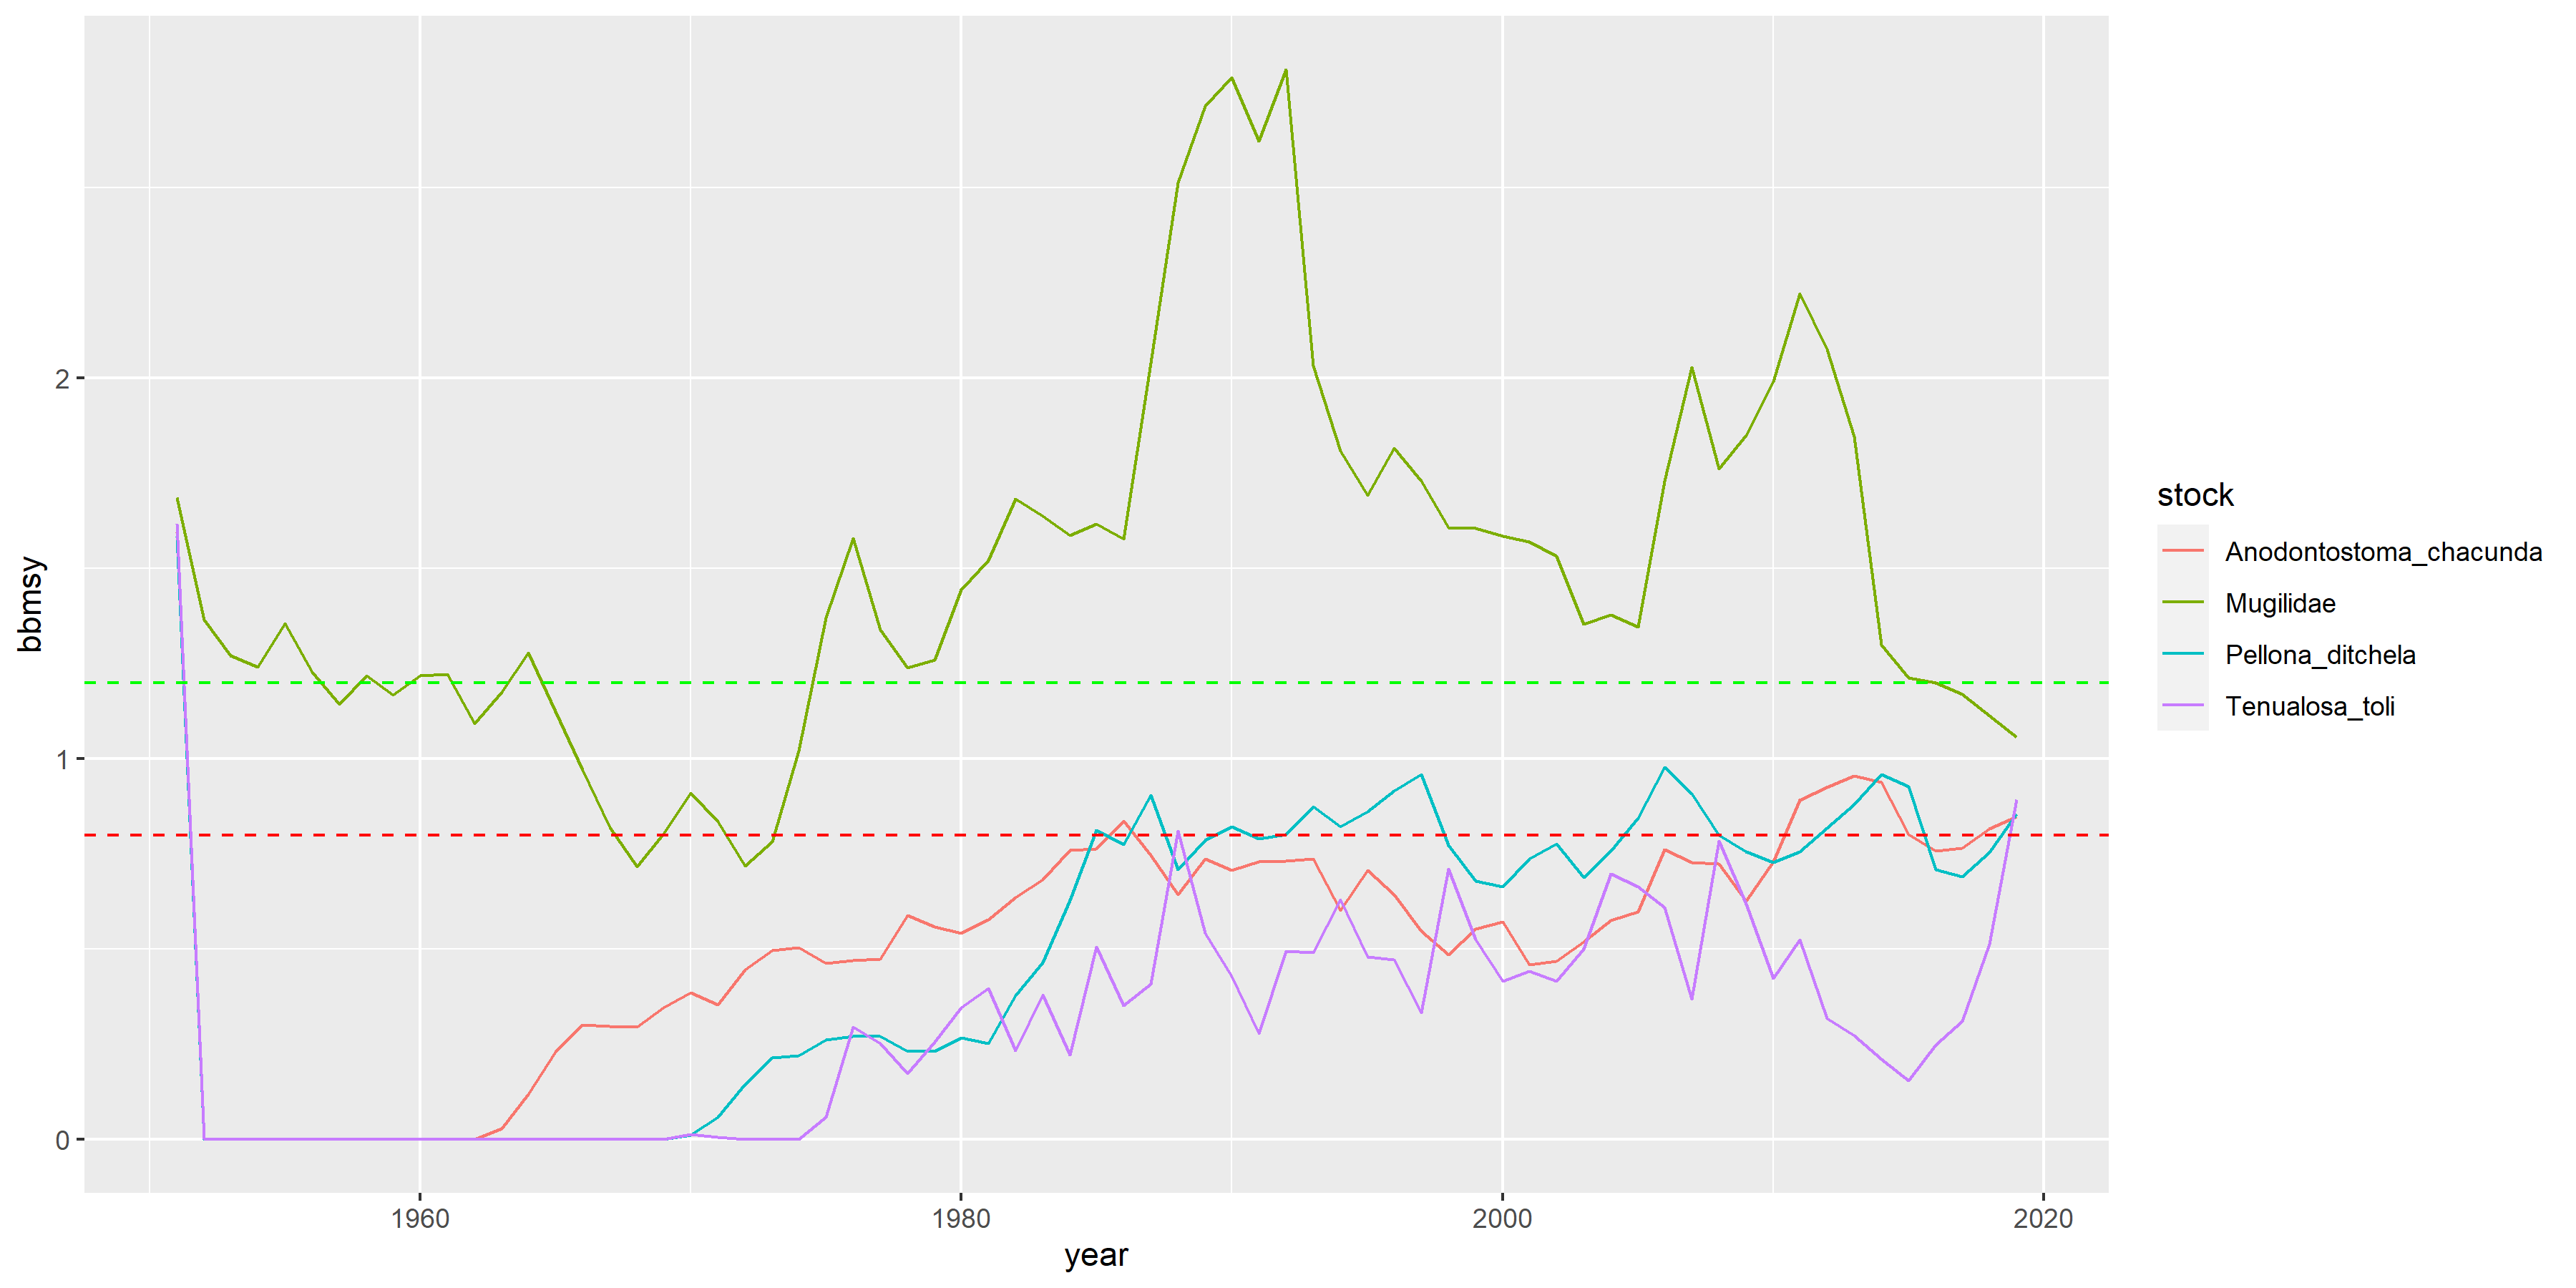 bbmsy
2
1
0
1960
1980
2000
2020
year
stock
Anodontostoma_chacunda
Mugilidae
Pellona_ditchela
Tenualosa_toli